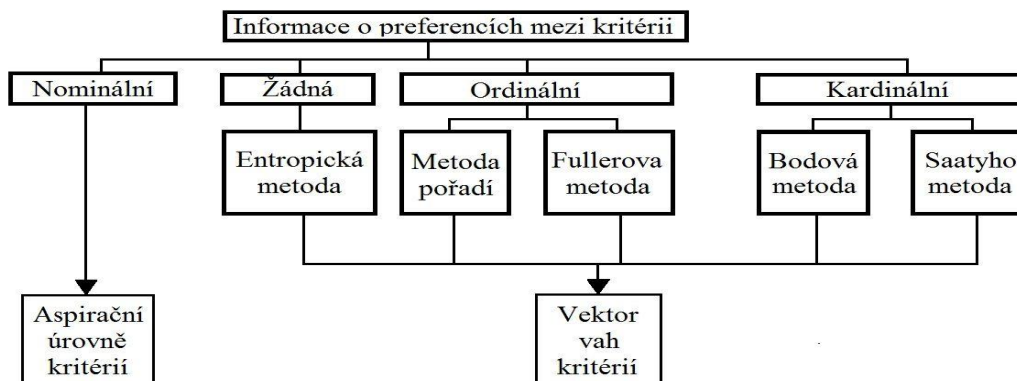 Informace o preferencích mezi kritérii
Nominální
Žádná
Ordinální
Kardinální
Entropická
metoda
Metoda
pořadí
Fullerova
metoda
Bodová
metoda
Saatyho
metoda
Aspirační
úrovně
kritérií
Vektor
vah
kritérií